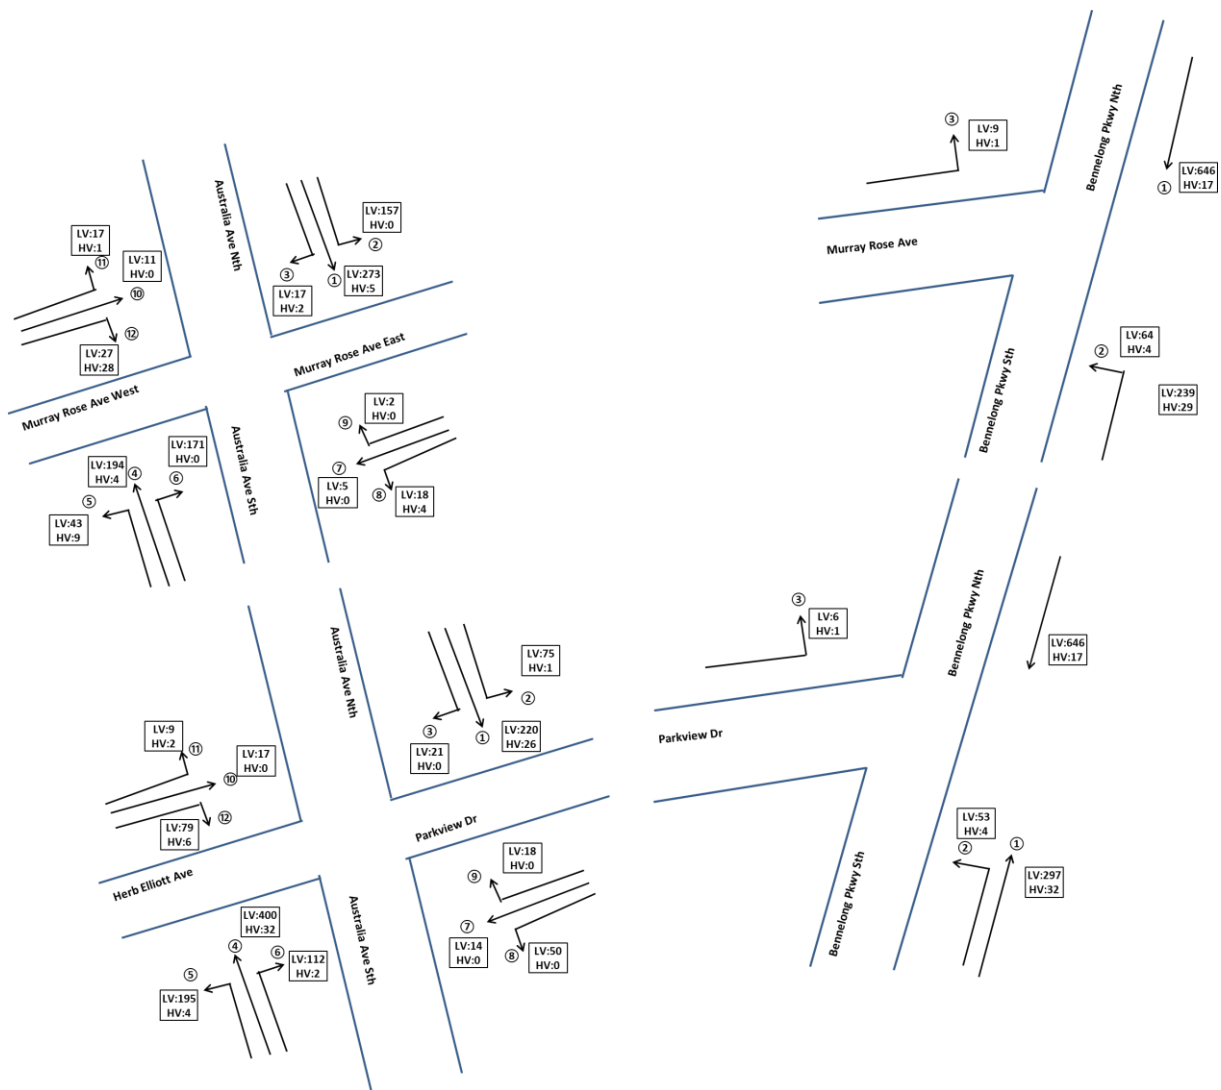 Australia Ave Nth
LV:157
HV:0
②
③
①
LV:273
HV:5
LV:17
HV:2
LV:17
HV:1
⑪
LV:11
HV:0
⑩
⑫
LV:27
HV:28
Murray Rose Ave East
Murray Rose Ave West
LV:2
HV:0
⑨
⑦
LV:5
HV:0
⑧
LV:18
HV:4
LV:171
HV:0
LV:194
HV:4
④
⑥
⑤
LV:43
HV:9
Australia Ave Sth
Australia Ave Nth
LV:75
HV:1
②
③
①
LV:220
HV:26
LV:21
HV:0
LV:9
HV:2
⑪
LV:17
HV:0
⑩
⑫
LV:79
HV:6
Parkview Dr
Herb Elliott Ave
LV:18
HV:0
⑨
⑦
LV:14
HV:0
⑧
LV:50
HV:0
LV:400
HV:32
④
⑥
LV:112
HV:2
⑤
LV:195
HV:4
Australia Ave Sth
Bennelong Pkwy Nth
③
LV:9
HV:1
LV:646
HV:17
①
Murray Rose Ave
LV:64
HV:4
②
LV:239
HV:29
Bennelong Pkwy Sth
Bennelong Pkwy Nth
③
LV:6
HV:1
LV:646
HV:17
Parkview Dr
LV:53
HV:4
②
①
LV:297
HV:32
Bennelong Pkwy Sth